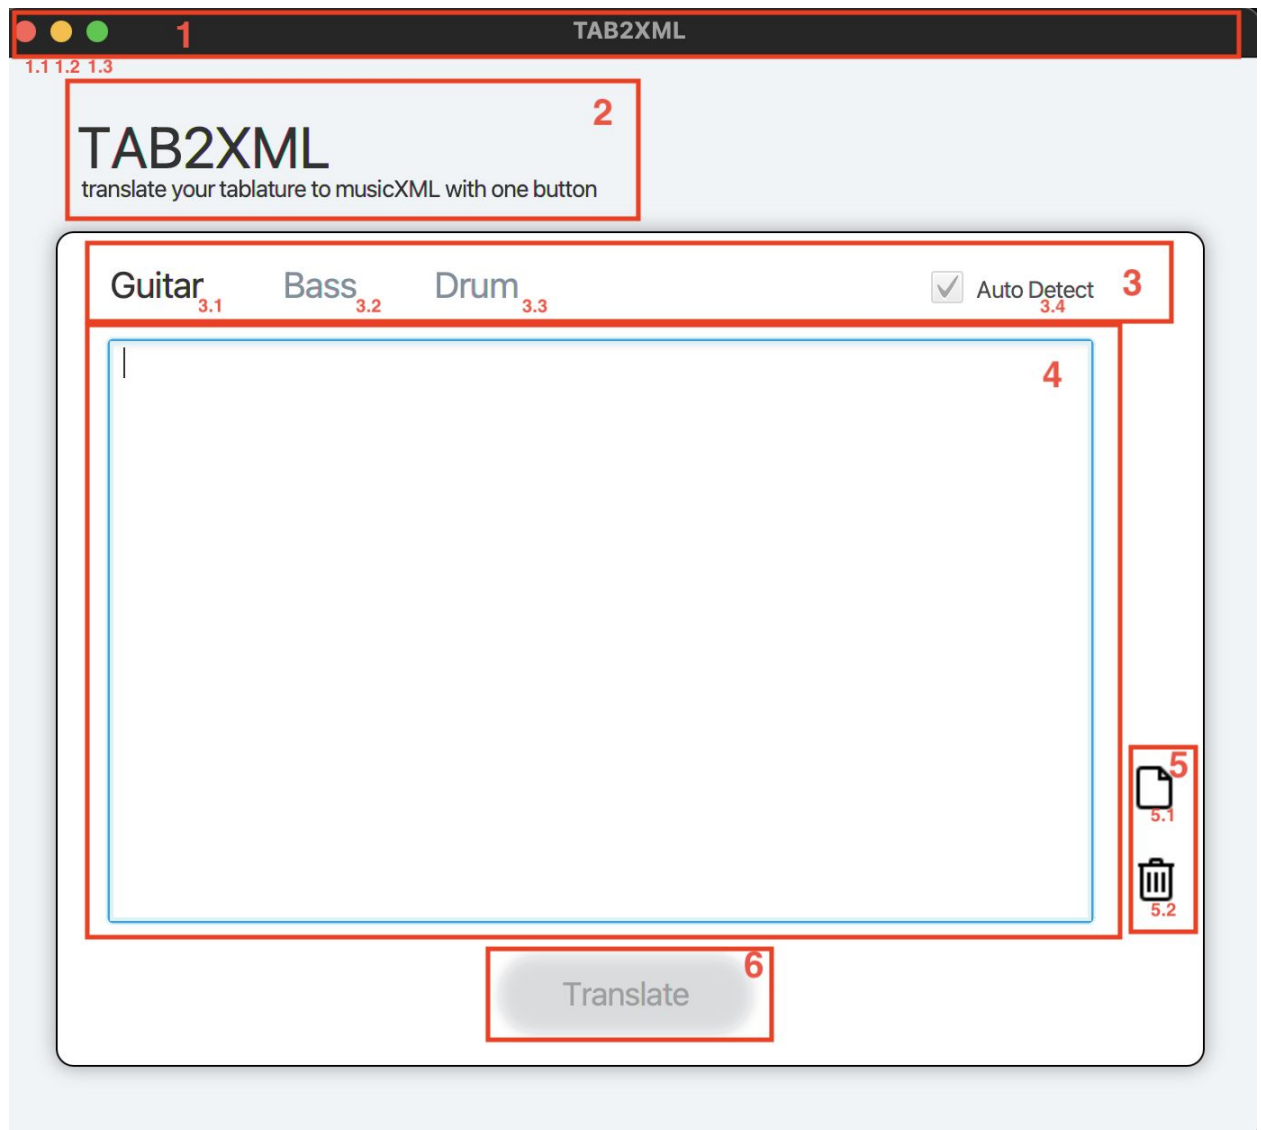 1 TAB2XML
1.1 1.2 1.3
2
TAB2XML
translate your tablature to musicXML with one button
Guitar Bass Drum Auto Detect 3
3.1 3.2 3.3 3.4
4
5
5.1
5.2
6
Translate